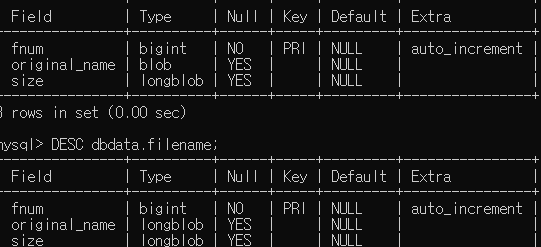 +---------------+----------+------+-----+---------+----------------+
| Field         | Type     | Null | Key | Default | Extra          |
+---------------+----------+------+-----+---------+----------------+
| fnum          | bigint   | NO   | PRI | NULL    | auto_increment |
| original_name | blob     | YES  |     | NULL    |                |
| size          | longblob | YES  |     | NULL    |                |
+---------------+----------+------+-----+---------+----------------+
3 rows in set (0.00 sec)
mysql> DESC dbdata.filename;
+---------------+----------+------+-----+---------+----------------+
| Field         | Type     | Null | Key | Default | Extra          |
+---------------+----------+------+-----+---------+----------------+
| fnum          | bigint   | NO   | PRI | NULL    | auto_increment |
| original_name | longblob | YES  |     | NULL    |                |
| size          | longblob | YES  |     | NULL    |                |